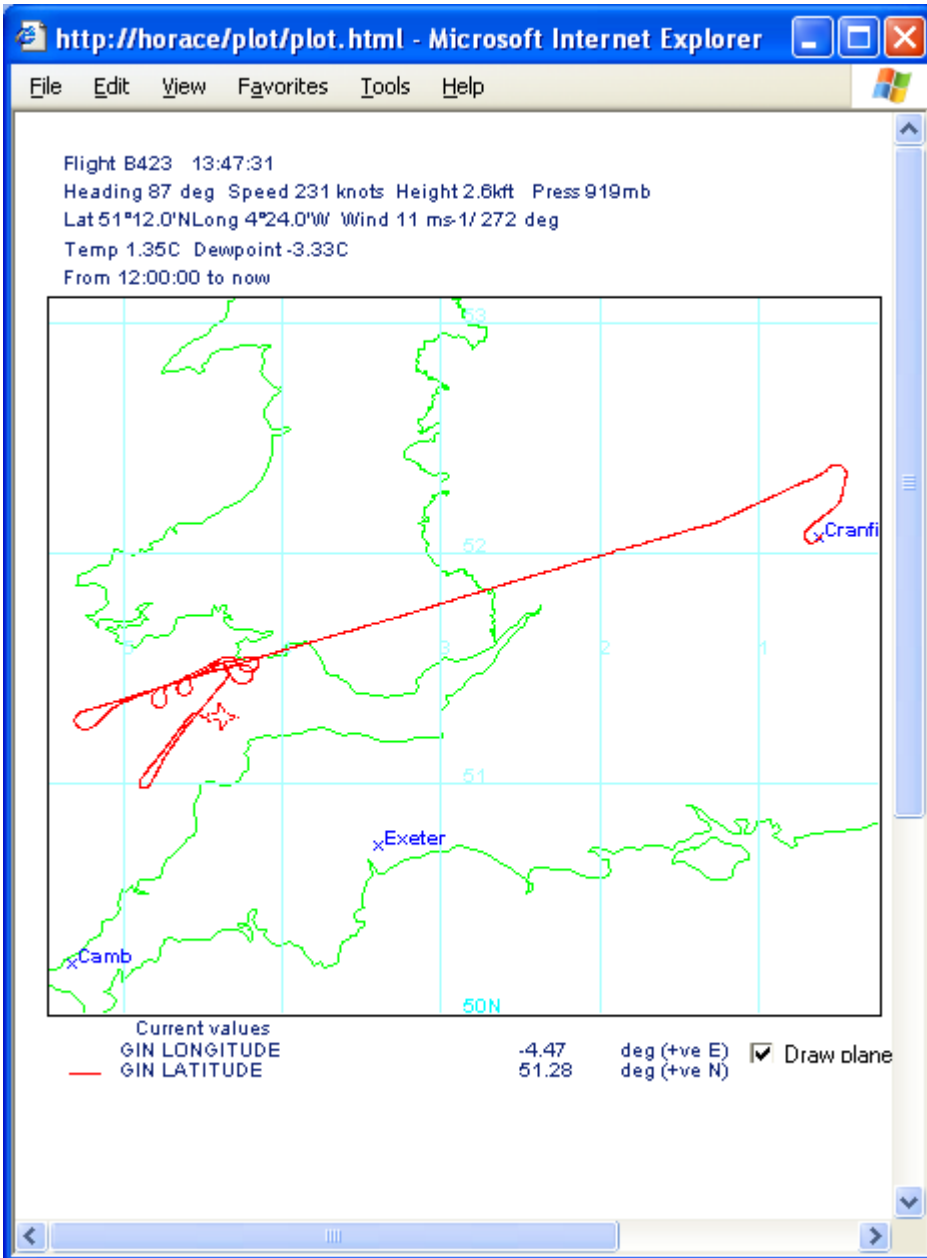 http://horace/plot/plot.html - Microsoft Internet Explorer
File Edit View Favorites Tools Help
Flight B423 13:47:31
Heading 87 deg Speed 231 knots Height 2.6kft Press 919mb
Lat 51°12.0'NLong 4°24.0'W Wind 11 ms-1/ 272 deg
Temp 1.35C Dewpoint -3.33C
From 12:00:00 to now
53
Cranfi
52
5 3 2 1
51
Exeter
Camb
50N
Current values
GIN LONGITUDE -4.47 deg (+ve E) Draw plane
GIN LATITUDE 51.28 deg (+ve N)